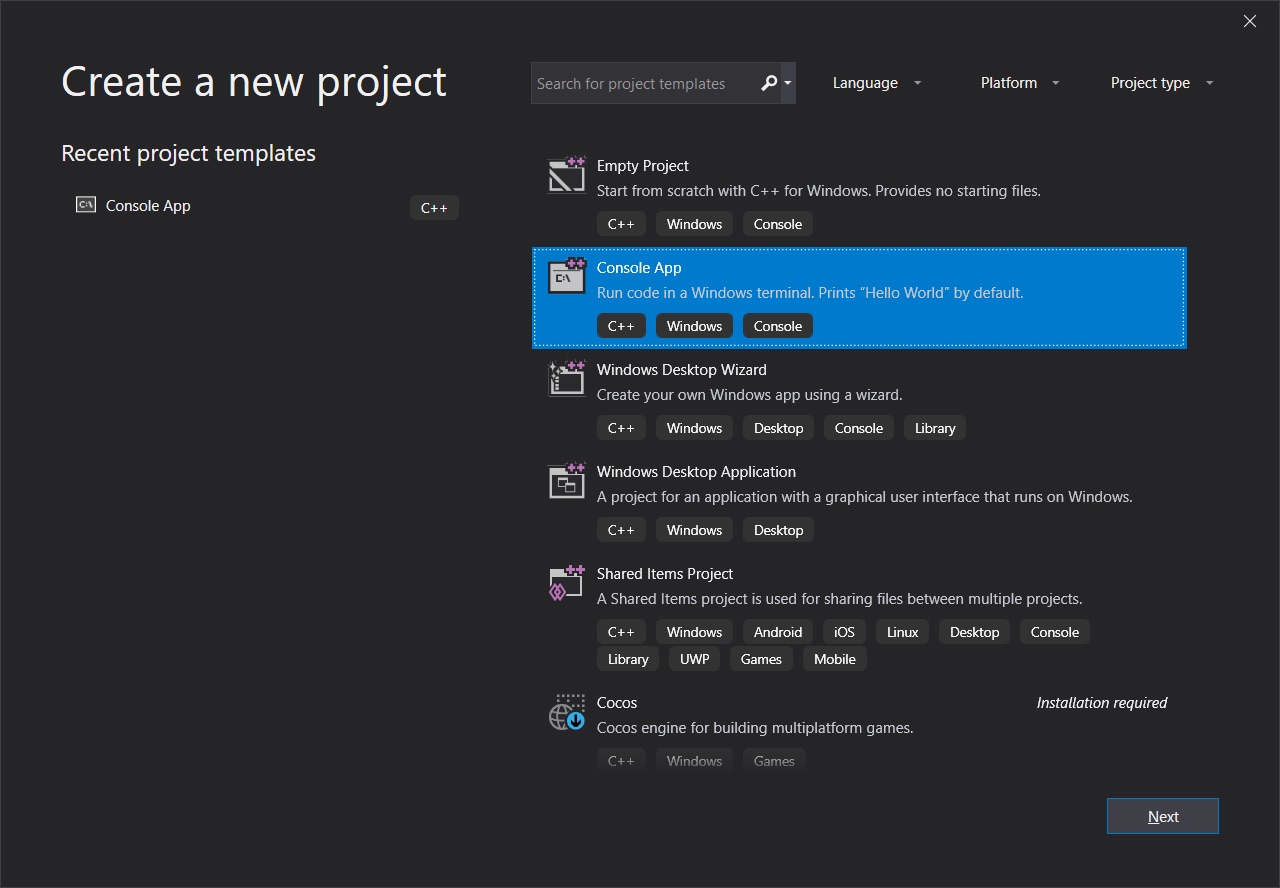 Create a new project
Search for project templates
Language
Platform
Project type
Recent project templates
C:\ Console App
C++
Empty Project
Start from scratch with C++ for Windows. Provides no starting files.
C++ Windows Console
C:\
Console App
Run code in a Windows terminal. Prints “Hello World” by default.
C++ Windows Console
Windows Desktop Wizard
Create your own Windows app using a wizard.
C++ Windows Desktop Console Library
Windows Desktop Application
A project for an application with a graphical user interface that runs on Windows.
C++ Windows Desktop
Shared Items Project
A Shared Items project is used for sharing files between multiple projects.
C++ Windows Android iOS Linux Desktop Console
Library UWP Games Mobile
Cocos
Installation required
Cocos engine for building multiplatform games.
C++ Windows Games
Next